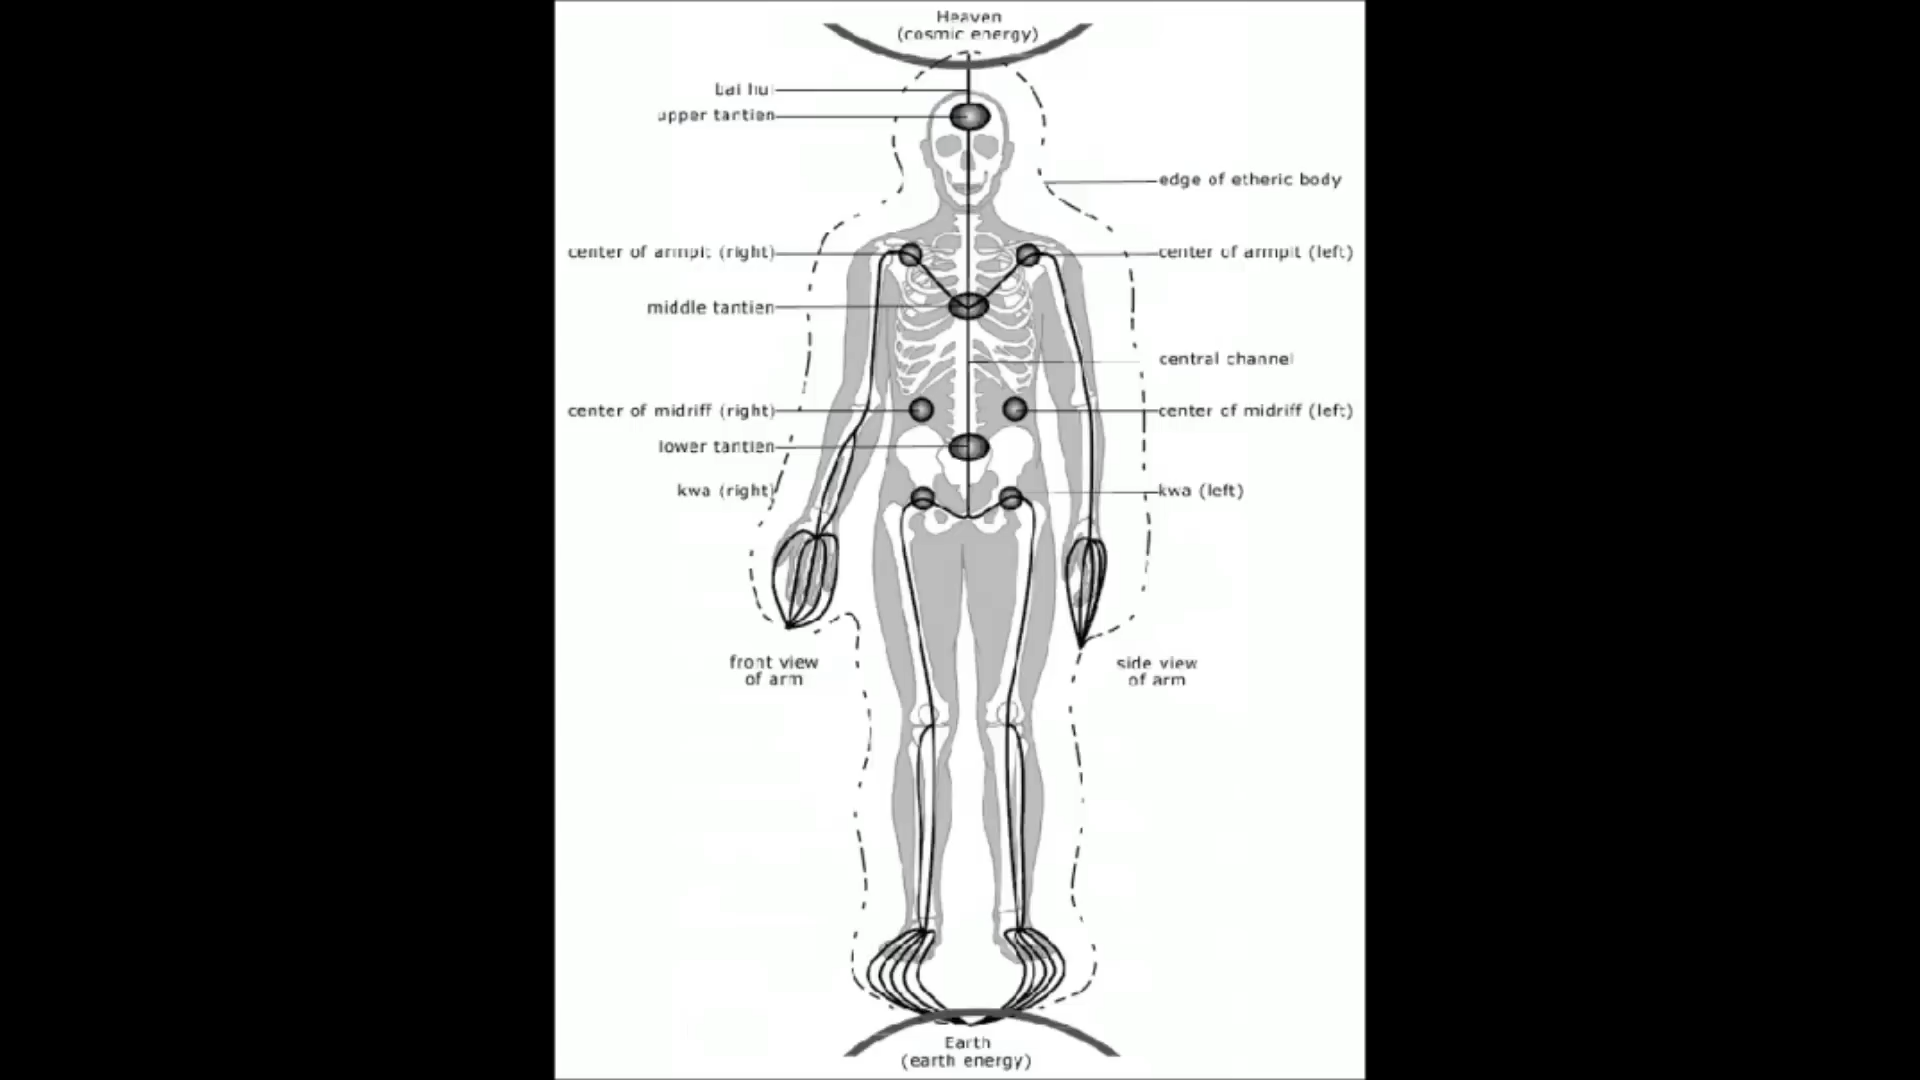 Heaven
(cosmic energy)
bai hui
upper tantien
edge of etheric body
center of armpit (right)
center of armpit (left)
middle tantien
central channel
center of midriff (right)
center of midriff (left)
lower tantien
kwa (right)
kwa (left)
front view
of arm
side view
of arm
Earth
(earth energy)